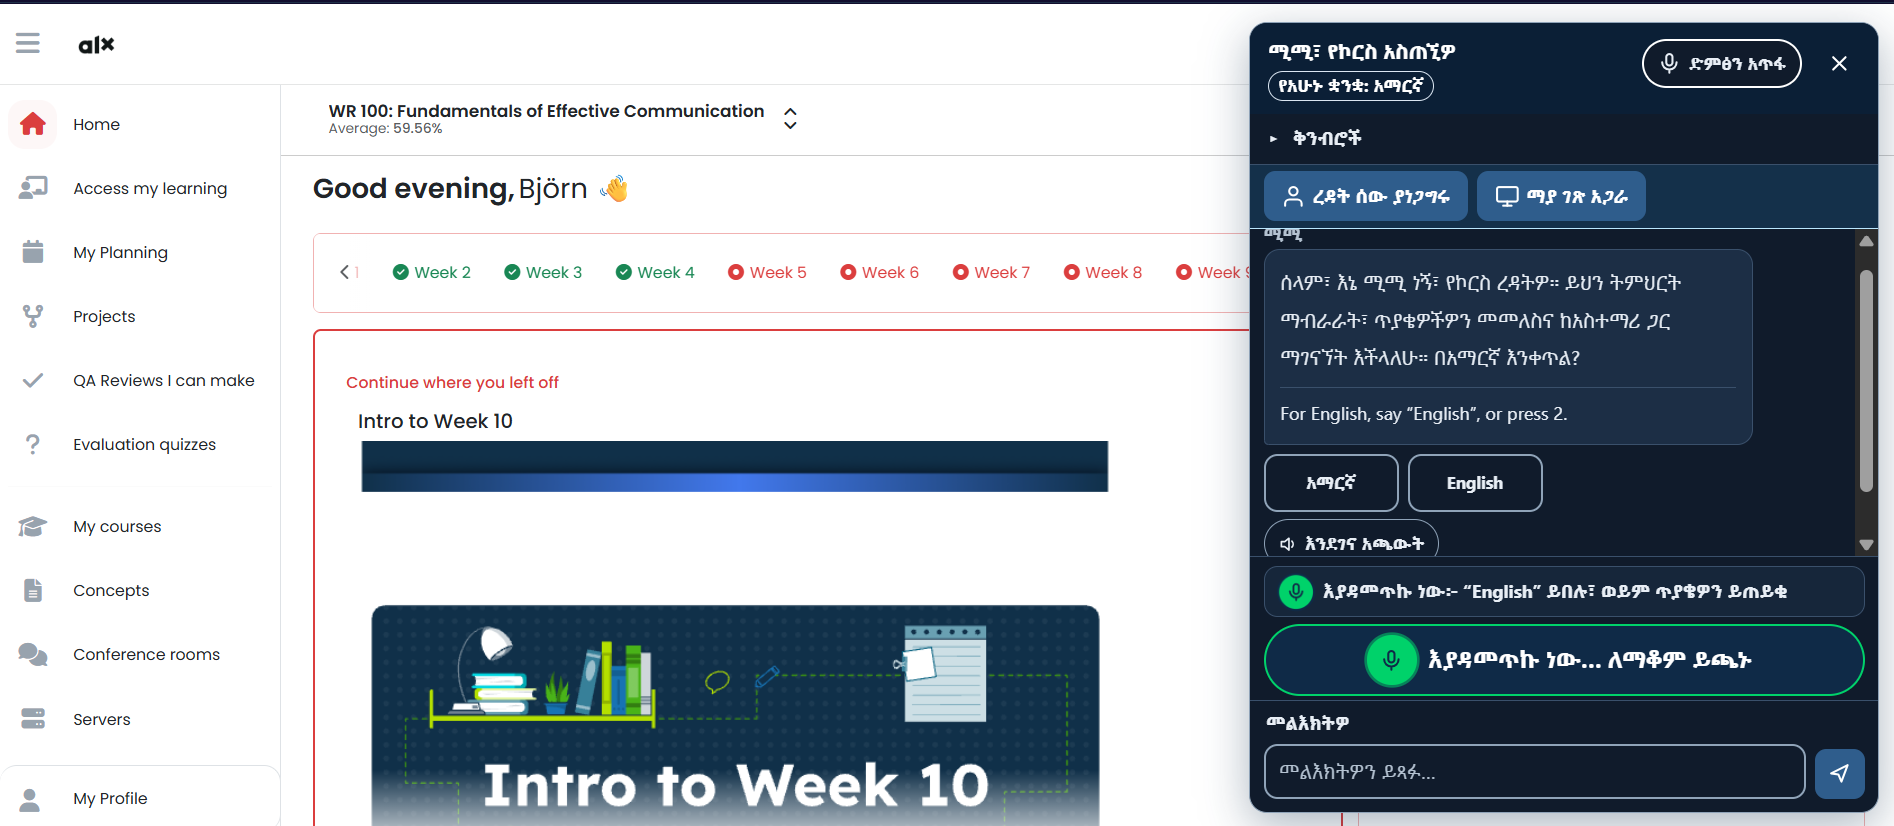 alx
Home
Access my learning
My Planning
Projects
QA Reviews I can make
Evaluation quizzes
My courses
Concepts
Conference rooms
Servers
My Profile
WR 100: Fundamentals of Effective Communication
Average: 59.56%
Good evening, Björn 👋
1 Week 2 Week 3 Week 4 Week 5 Week 6 Week 7 Week 8 Week 9
Continue where you left off
Intro to Week 10
Intro to Week 10
ሚሚ፣ የኮርስ አስጠኚዎ
የአሁኑ ቋንቋ: አማርኛ
ድምፅን አጥፋ
ቅንብሮች
ረዳት ሰው ያነጋግሩ
ማያ ገጽ አጋራ
ሚሚ
ሰላም፣ እኔ ሚሚ ነኝ፣ የኮርስ ረዳትዎ። ይህን ትምህርት
ማብራራት፣ ጥያቄዎችዎን መመለስና ከአስተማሪ ጋር
ማገናኘት እችላለሁ። በአማርኛ እንቀጥል?
For English, say “English”, or press 2.
አማርኛ
English
እንደገና አጫውት
እያዳመጥኩ ነው፦ “English” ይበሉ፣ ወይም ጥያቄዎን ይጠይቁ
እያዳመጥኩ ነው... ለማቆም ይጫኑ
መልእክትዎ
መልእክትዎን ይጻፉ...